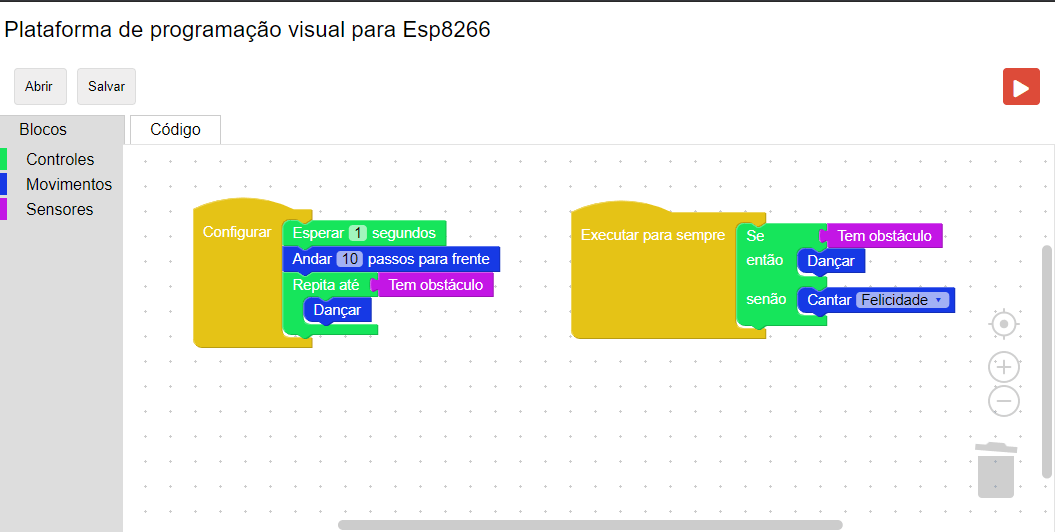 Plataforma de programação visual para Esp8266
Abrir
Salvar
Blocos
Código
Controles
Movimentos
Sensores
Configurar
Esperar 1 segundos
Andar 10 passos para frente
Repita até Tem obstáculo
Dançar
Executar para sempre
Se Tem obstáculo
então Dançar
senão Cantar Felicidade